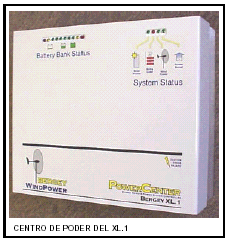 Battery Bank Status
System Status
BERGEY
WINDPOWER
POWERCENTER
BERGEY XL.1
CENTRO DE PODER DEL XL.1